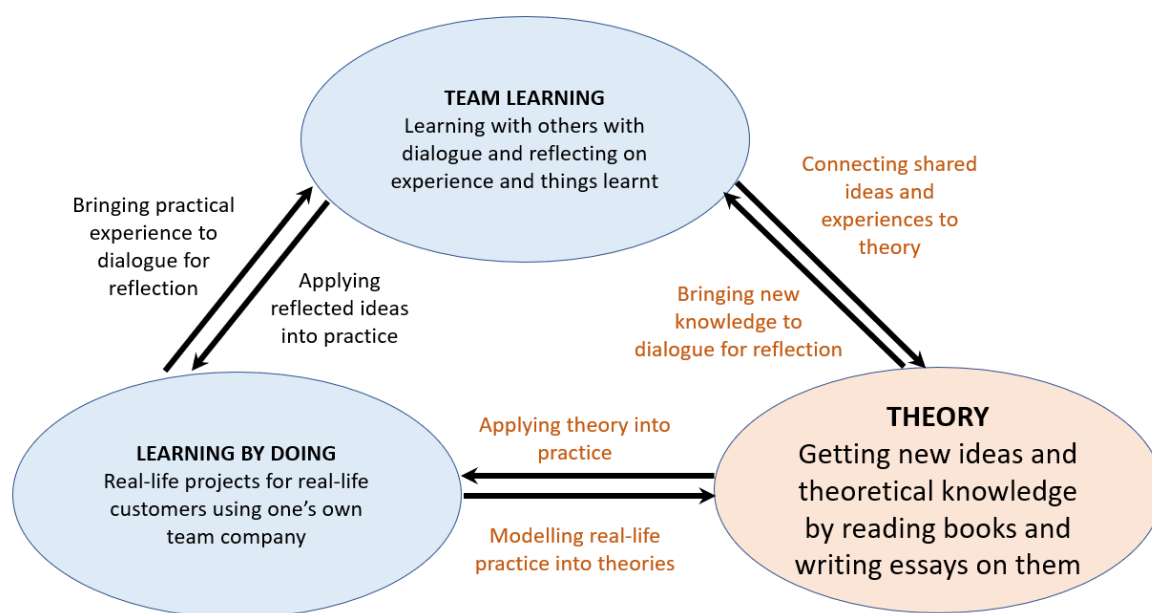 TEAM LEARNING
Learning with others with
dialogue and reflecting on
experience and things learnt
Connecting shared
ideas and
experiences to
theory
Bringing practical
experience to
dialogue for
reflection
Applying
reflected ideas
into practice
Bringing new
knowledge to
dialogue for reflection
LEARNING BY DOING
Real-life projects for real-life
customers using one’s own
team company
Applying theory into
practice
Modelling real-life
practice into theories
THEORY
Getting new ideas and
theoretical knowledge
by reading books and
writing essays on them